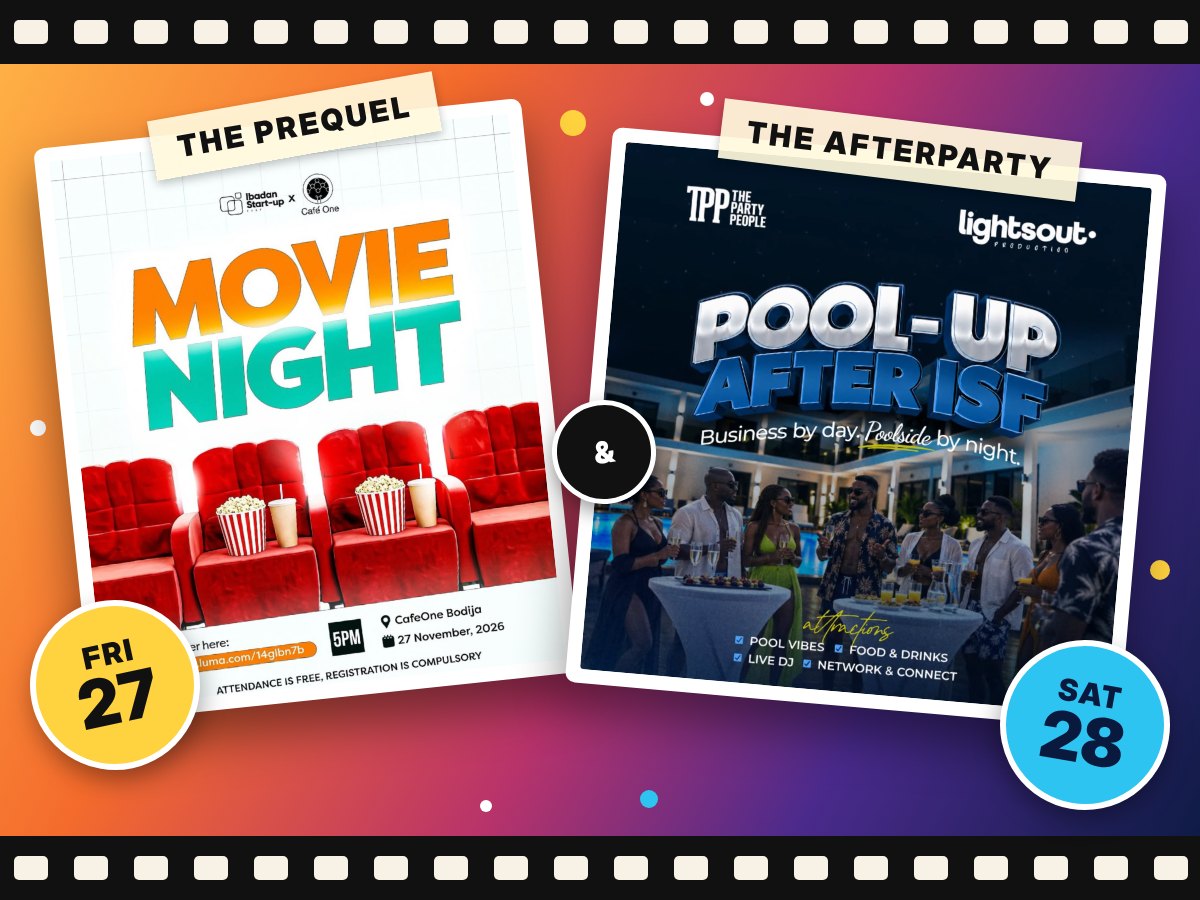 THE PREQUEL
Ibadan
Start-up
X
Café One
MOVIE
NIGHT
er here:
luma.com/14glbn7b
5PM
CafeOne Bodija
27 November, 2026
ATTENDANCE IS FREE, REGISTRATION IS COMPULSORY
FRI
27
&
THE AFTERPARTY
TPP THE
PARTY
PEOPLE
lightsout
PRODUCTION
POOL-UP
AFTER ISF
Business by day. Poolside by night.
attractions
POOL VIBES FOOD & DRINKS
LIVE DJ NETWORK & CONNECT
SAT
28